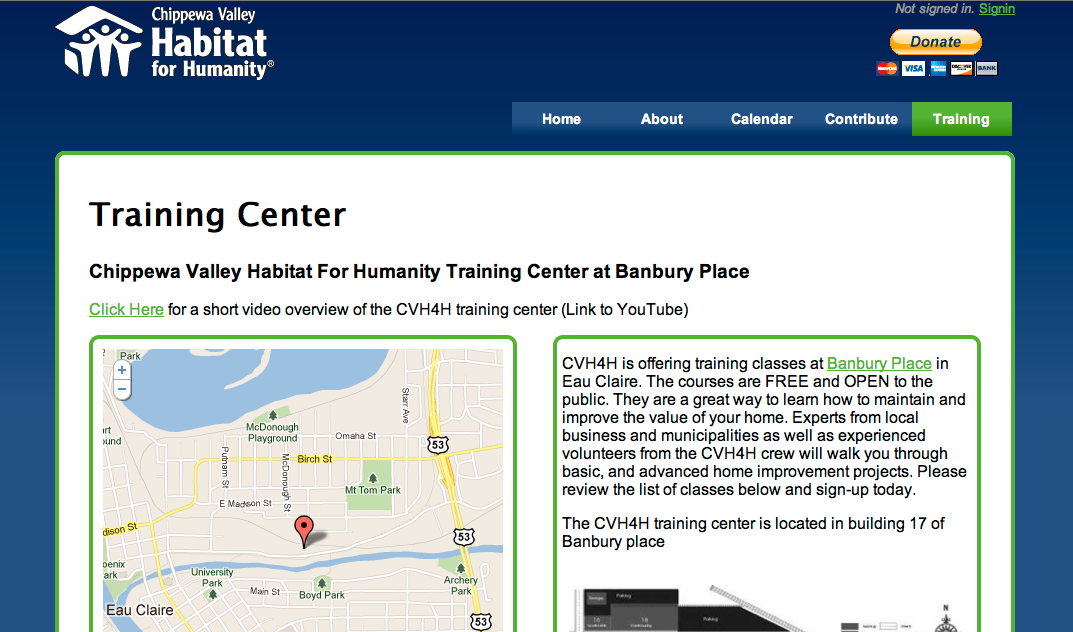 Not signed in. Signin
Chippewa Valley
Habitat
for Humanity®
Donate
MasterCard VISA DISCOVER BANK
Home About Calendar Contribute Training
Training Center
Chippewa Valley Habitat For Humanity Training Center at Banbury Place
Click Here for a short video overview of the CVH4H training center (Link to YouTube)
Park
+
−
McDonough
Playground
Starr Ave
Omaha St
53
Putnam St
McDonough St
Birch St
Mt Tom Park
E Madison St
dison St
53
University
Park
Main St
Boyd Park
Archery
Park
Eau Claire
53
CVH4H is offering training classes at Banbury Place in
Eau Claire. The courses are FREE and OPEN to the
public. They are a great way to learn how to maintain and
improve the value of your home. Experts from local
business and municipalities as well as experienced
volunteers from the CVH4H crew will walk you through
basic, and advanced home improvement projects. Please
review the list of classes below and sign-up today.
The CVH4H training center is located in building 17 of
Banbury place
Parking
Parking
N